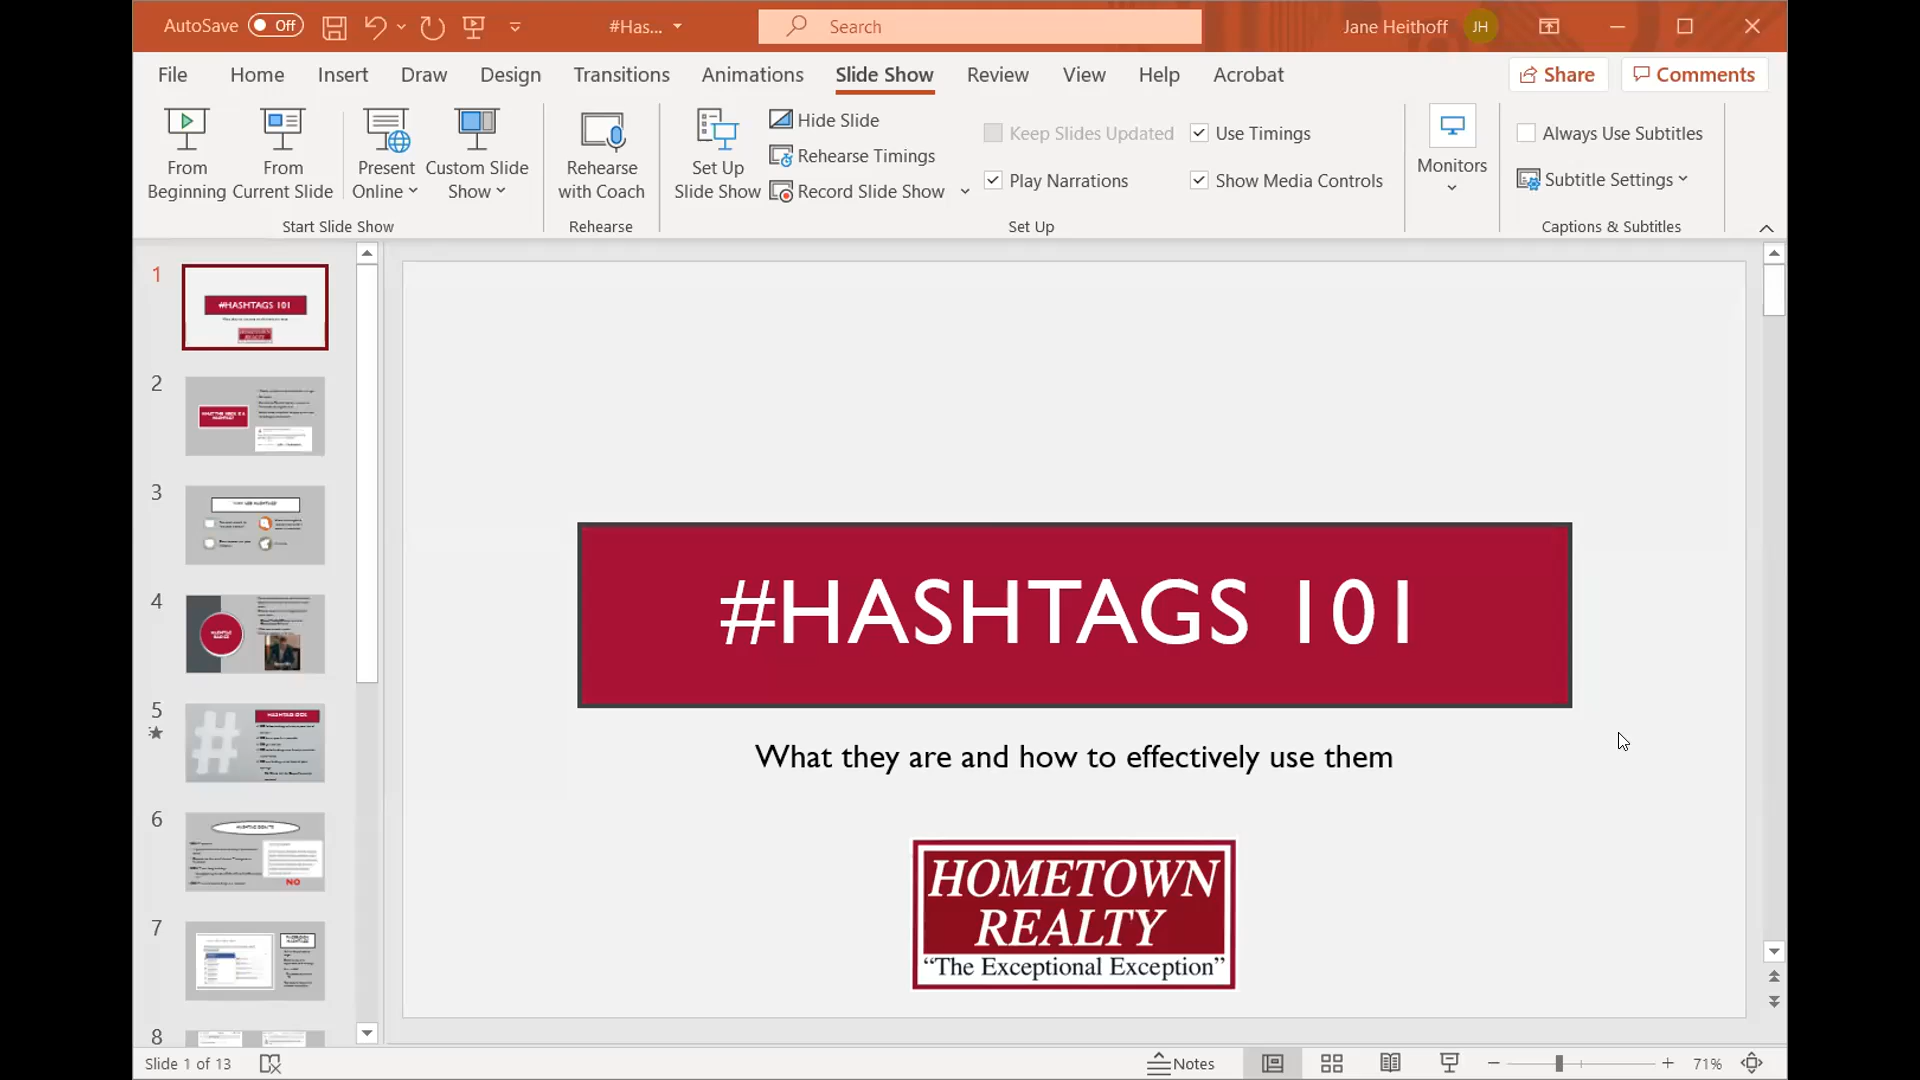 AutoSave Off
#Has...
Search
Jane Heithoff JH
File Home Insert Draw Design Transitions Animations Slide Show Review View Help Acrobat
Share Comments
From Beginning
From Current Slide
Present Online
Custom Slide Show
Start Slide Show
Rehearse with Coach
Rehearse
Set Up Slide Show
Hide Slide
Rehearse Timings
Record Slide Show
Keep Slides Updated
Play Narrations
Use Timings
Show Media Controls
Set Up
Monitors
Always Use Subtitles
Subtitle Settings
Captions & Subtitles
1
#HASHTAGS 101
HOMETOWN
REALTY
2
3
4
5
6
NO
7
8
#HASHTAGS 101
What they are and how to effectively use them
HOMETOWN
REALTY
“The Exceptional Exception”
Slide 1 of 13
Notes
71%